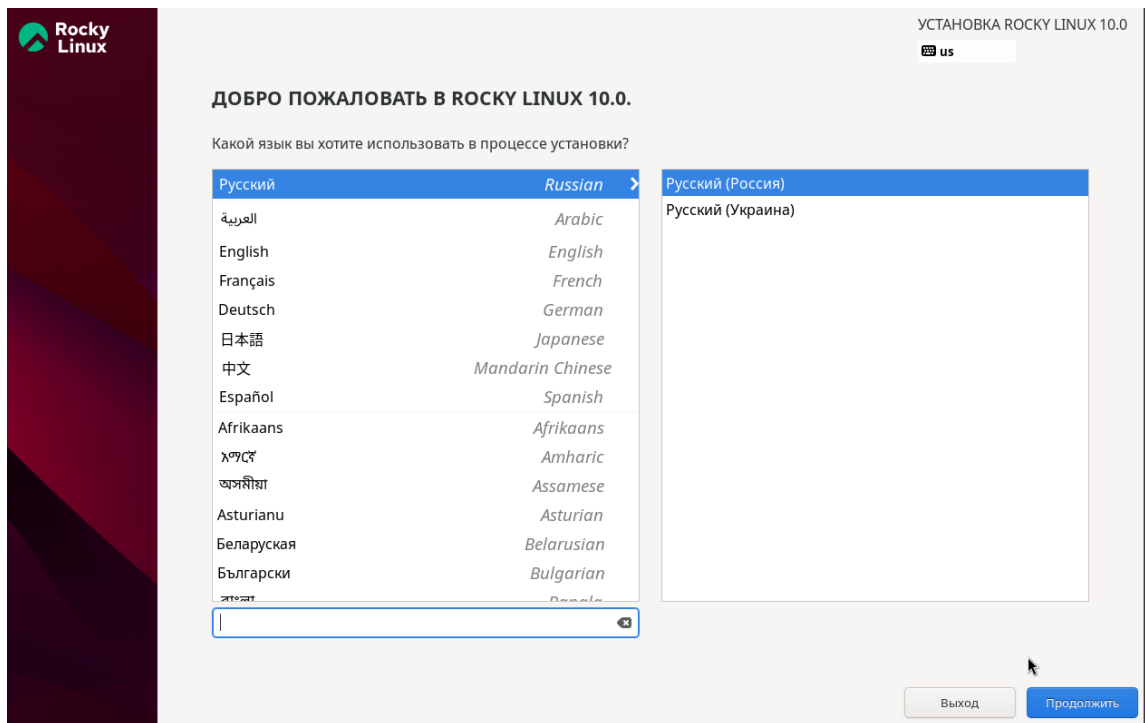 Rocky
Linux
УСТАНОВКА ROCKY LINUX 10.0
us
ДОБРО ПОЖАЛОВАТЬ В ROCKY LINUX 10.0.
Какой язык вы хотите использовать в процессе установки?
Русский Russian
العربية Arabic
English English
Français French
Deutsch German
日本語 Japanese
中文 Mandarin Chinese
Español Spanish
Afrikaans Afrikaans
አማርኛ Amharic
অসমীয়া Assamese
Asturianu Asturian
Беларуская Belarusian
Български Bulgarian
বাংলা Bangla
Русский (Россия)
Русский (Украина)
Выход
Продолжить